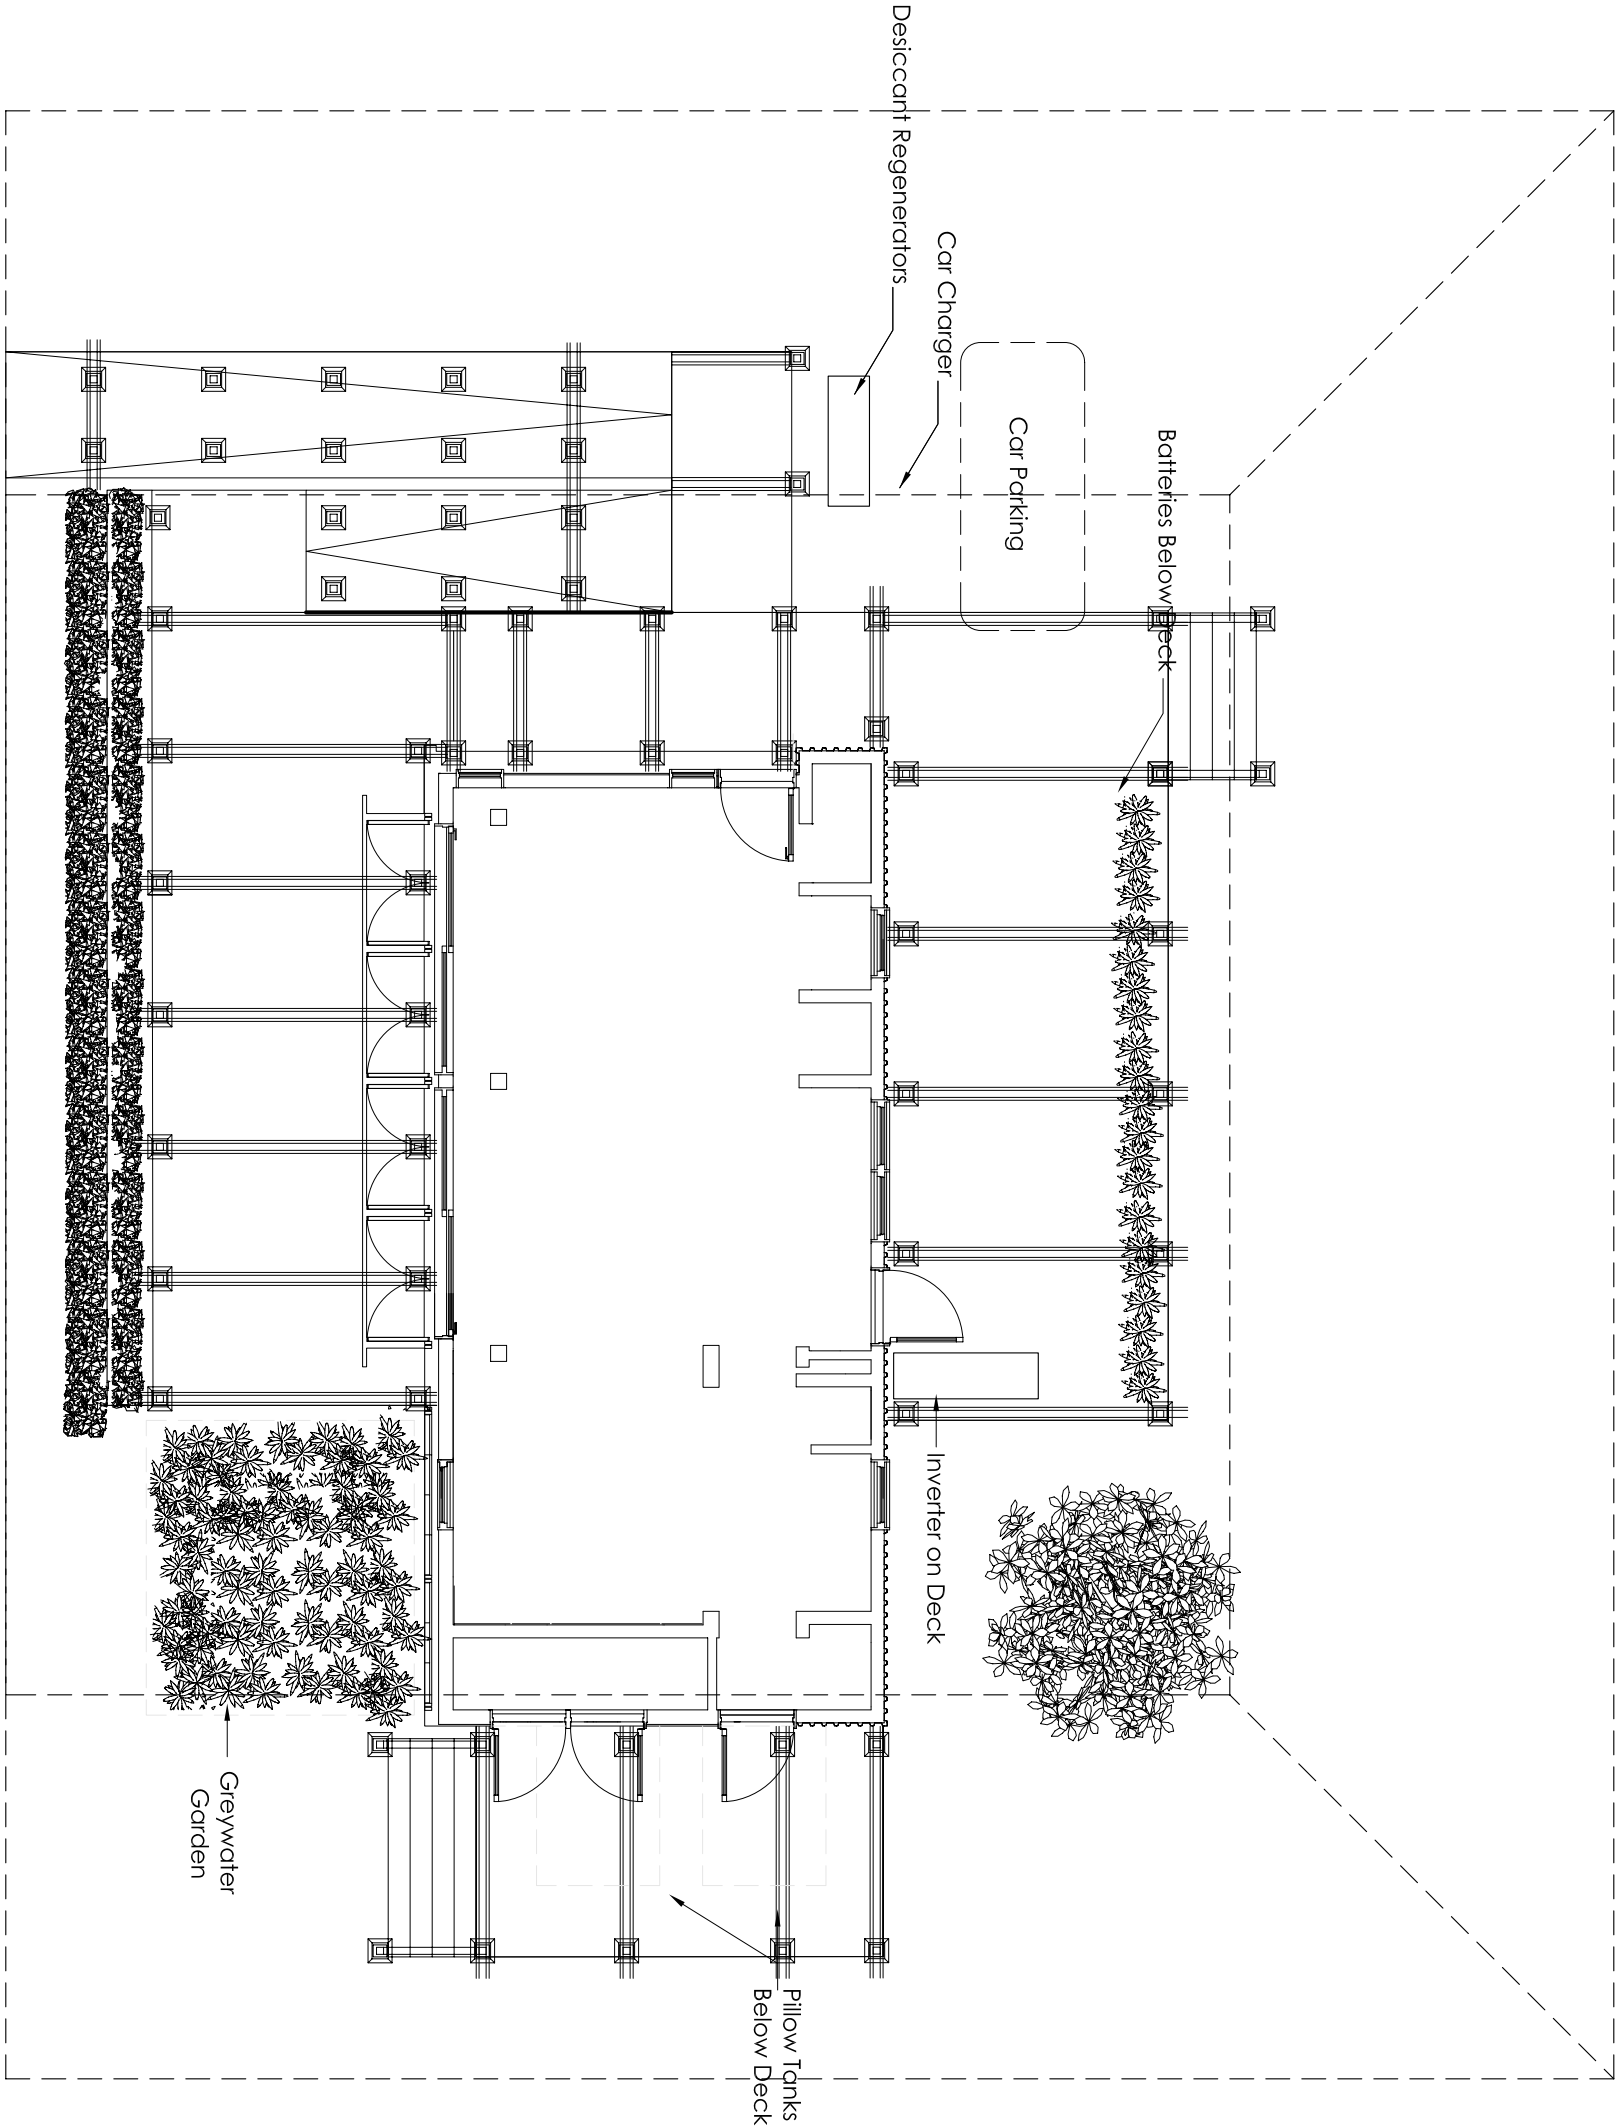 Desiccant Regenerators
Car Charger
Car Parking
Batteries Below Deck
Inverter on Deck
Greywater
Garden
Pillow Tanks
Below Deck